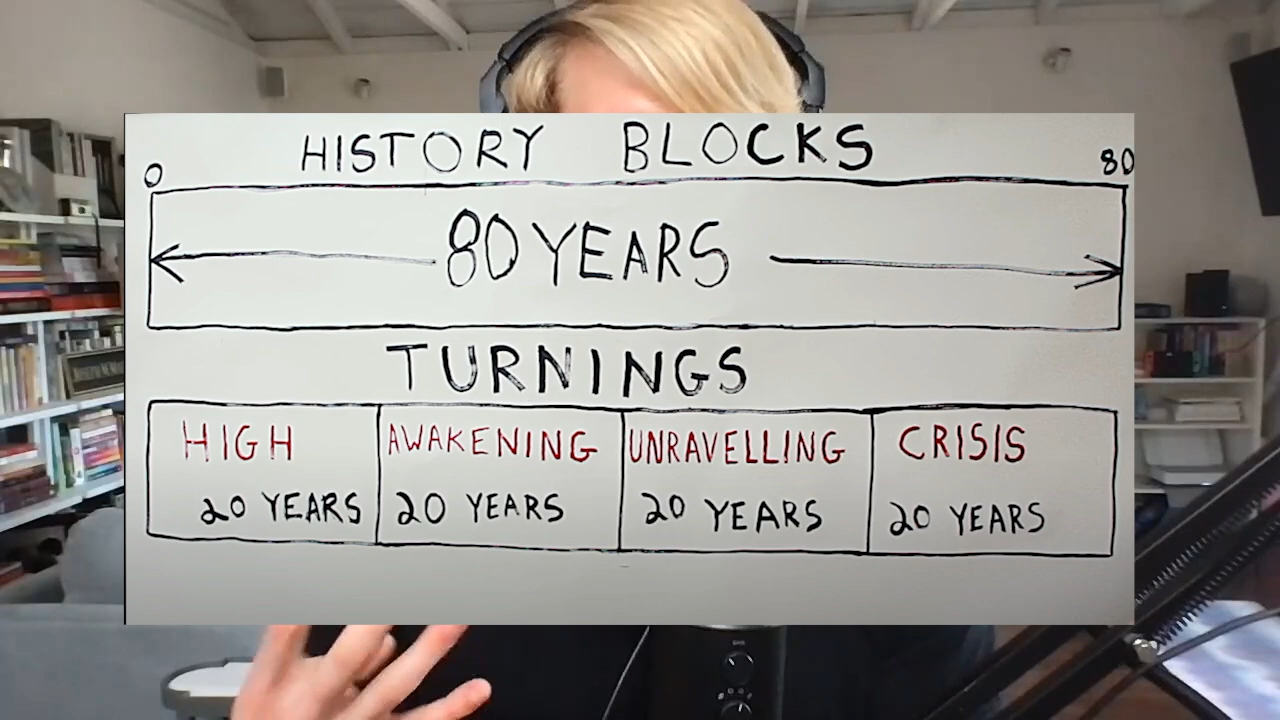 HISTORY BLOCKS
0 80
80 YEARS
TURNINGS
HIGH AWAKENING UNRAVELLING CRISIS
20 YEARS 20 YEARS 20 YEARS 20 YEARS